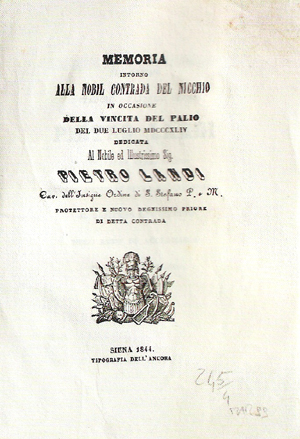 MEMORIA
INTORNO
ALLA NOBIL CONTRADA DEL NICCHIO
IN OCCASIONE
DELLA VINCITA DEL PALIO
DEL DUE LUGLIO MDCCCXLIV
DEDICATA
Al Nobile ed Illustrissimo Sig.
PIETRO LANDI
Cav. dell'Insigne Ordine di S. Stefano P. e M.
PROTETTORE E NUOVO DEGNISSIMO PRIORE
DI DETTA CONTRADA
SIENA 1844.
TIPOGRAFIA DELL'ANCORA
245
4